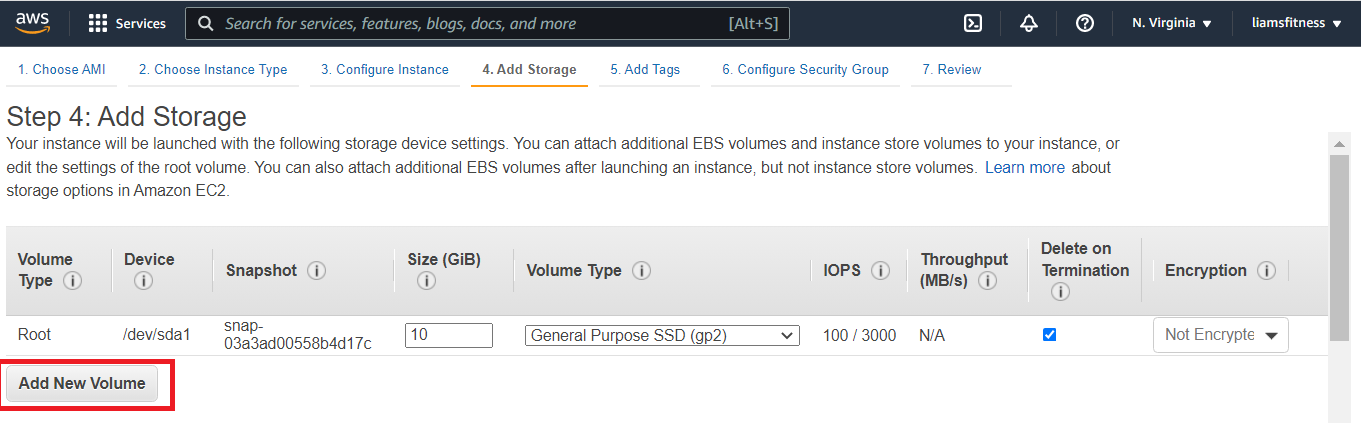 aws Services Search for services, features, blogs, docs, and more [Alt+S] N. Virginia liamsfitness
1. Choose AMI 2. Choose Instance Type 3. Configure Instance 4. Add Storage 5. Add Tags 6. Configure Security Group 7. Review
Step 4: Add Storage
Your instance will be launched with the following storage device settings. You can attach additional EBS volumes and instance store volumes to your instance, or
edit the settings of the root volume. You can also attach additional EBS volumes after launching an instance, but not instance store volumes. Learn more about
storage options in Amazon EC2.
Volume Type Device Snapshot Size (GiB) Volume Type IOPS Throughput (MB/s) Delete on Termination Encryption
Root /dev/sda1 snap-03a3ad00558b4d17c 10 General Purpose SSD (gp2) 100 / 3000 N/A Not Encrypte
Add New Volume